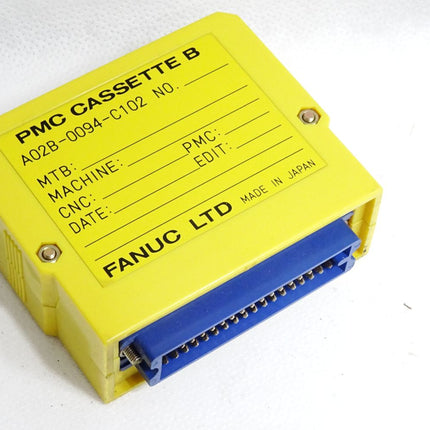 PMC CASSETTE B
A02B-0094-C102 NO.
MTB:
MACHINE: PMC:
CNC: EDIT:
DATE:
FANUC LTD MADE IN JAPAN